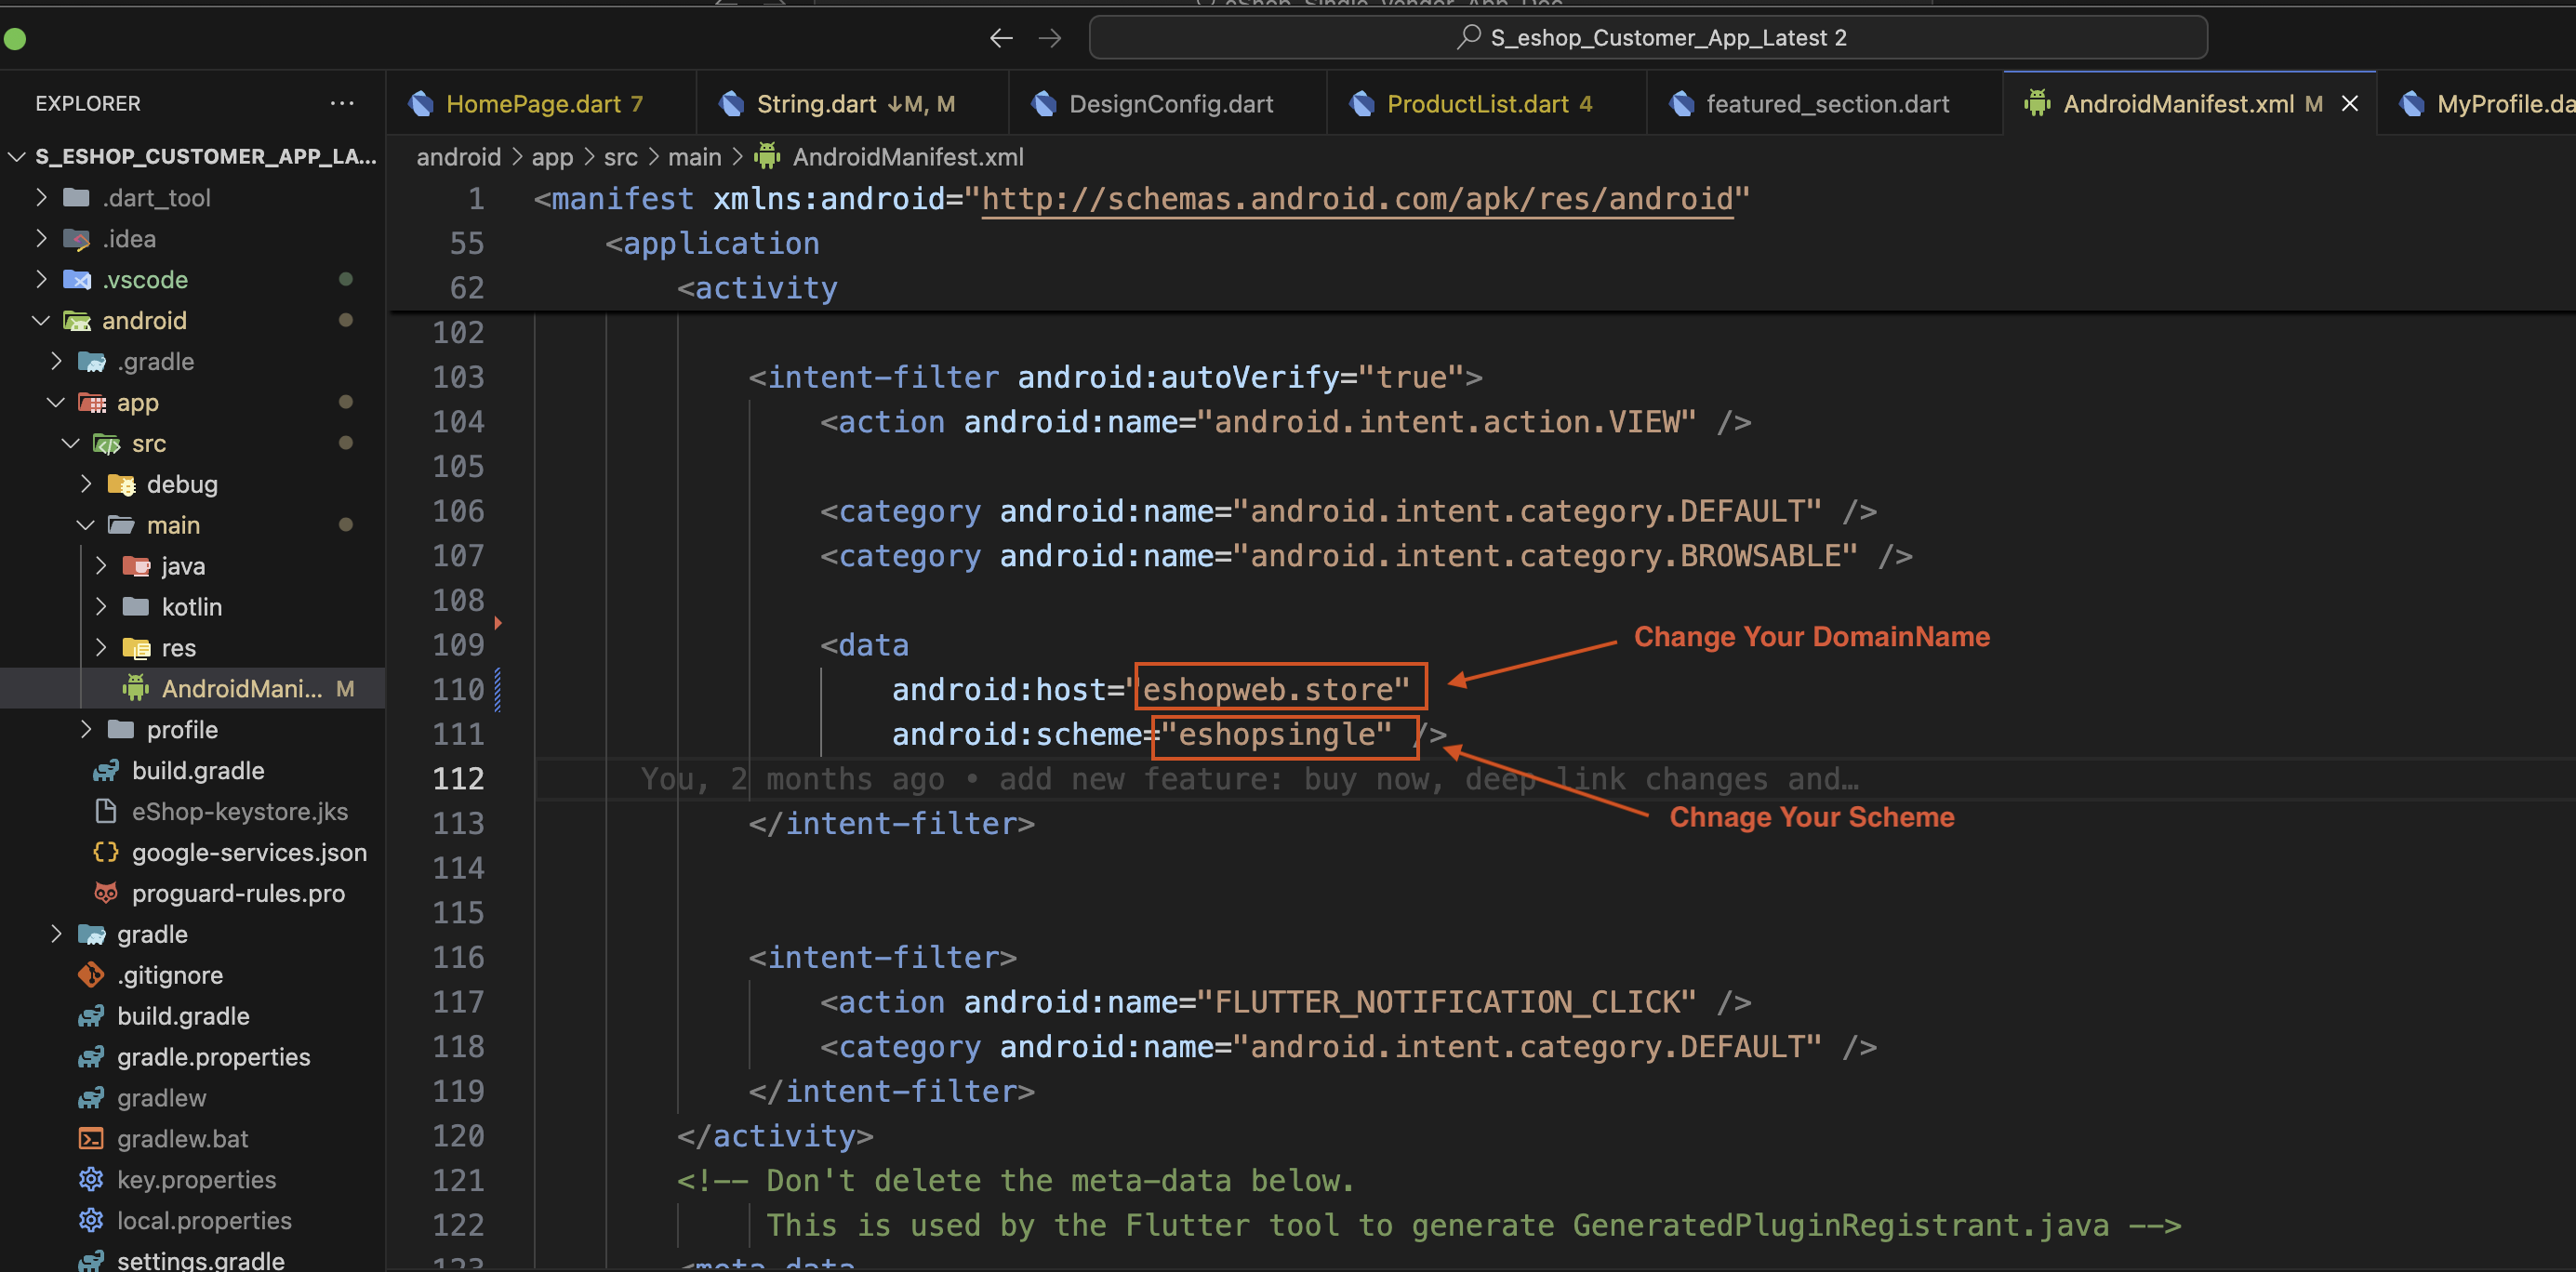 eShop_Single_Vendor_App_Doc
S_eshop_Customer_App_Latest 2
EXPLORER
HomePage.dart 7
String.dart ↓M, M
DesignConfig.dart
ProductList.dart 4
featured_section.dart
AndroidManifest.xml M
MyProfile.da
S_ESHOP_CUSTOMER_APP_LA...
.dart_tool
.idea
.vscode
android
.gradle
app
src
debug
main
java
kotlin
res
AndroidMani... M
profile
build.gradle
eShop-keystore.jks
google-services.json
proguard-rules.pro
gradle
.gitignore
build.gradle
gradle.properties
gradlew
gradlew.bat
key.properties
local.properties
settings.gradle
android > app > src > main > AndroidManifest.xml
1 <manifest xmlns:android="http://schemas.android.com/apk/res/android"
55 <application
62 <activity
102
103 <intent-filter android:autoVerify="true">
104 <action android:name="android.intent.action.VIEW" />
105
106 <category android:name="android.intent.category.DEFAULT" />
107 <category android:name="android.intent.category.BROWSABLE" />
108
109 <data
Change Your DomainName
110 android:host="eshopweb.store"
111 android:scheme="eshopsingle" />
112 You, 2 months ago • add new feature: buy now, deep link changes and…
Chnage Your Scheme
113 </intent-filter>
114
115
116 <intent-filter>
117 <action android:name="FLUTTER_NOTIFICATION_CLICK" />
118 <category android:name="android.intent.category.DEFAULT" />
119 </intent-filter>
120 </activity>
121 <!-- Don't delete the meta-data below.
122 This is used by the Flutter tool to generate GeneratedPluginRegistrant.java -->
123 <meta-data